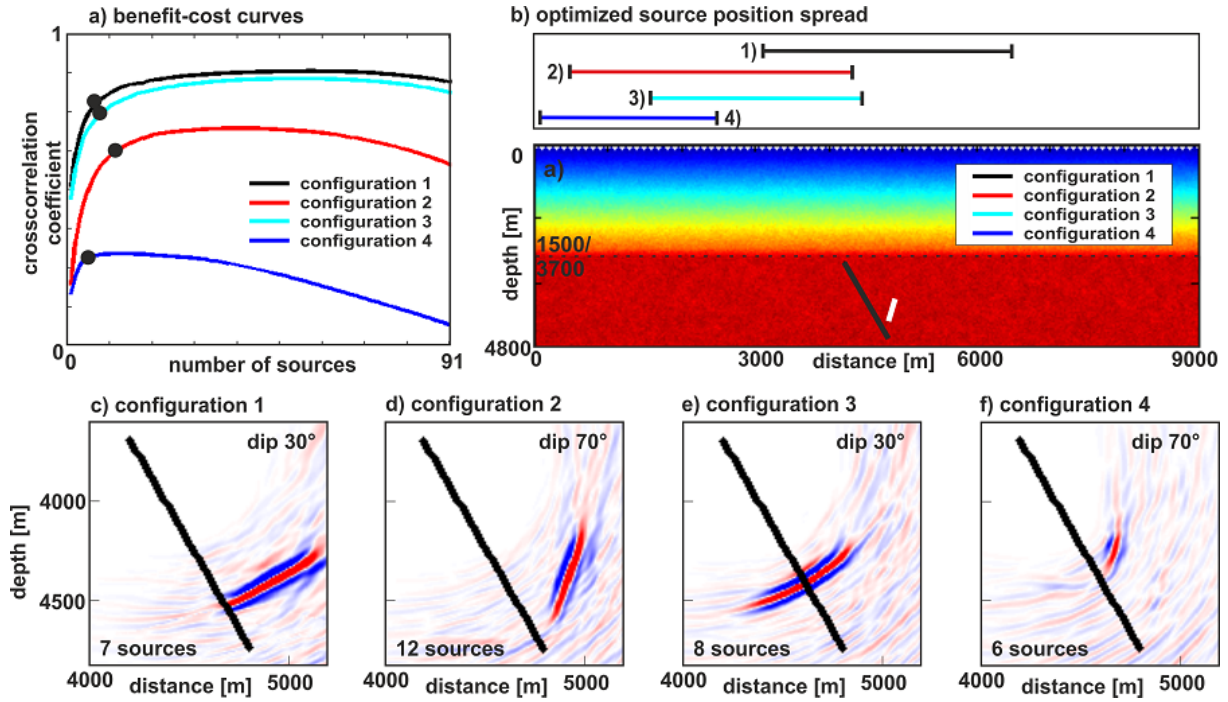 a) benefit-cost curves
1
crosscorrelation
coefficient
configuration 1
configuration 2
configuration 3
configuration 4
0
0
number of sources
91
b) optimized source position spread
1)
2)
3)
4)
0
a)
configuration 1
configuration 2
configuration 3
configuration 4
1500/
3700
depth [m]
4800
0
3000
distance [m]
6000
9000
c) configuration 1
dip 30°
depth [m]
4000
4500
7 sources
4000
distance [m]
5000
d) configuration 2
dip 70°
12 sources
4000
distance [m]
5000
e) configuration 3
dip 30°
8 sources
4000
distance [m]
5000
f) configuration 4
dip 70°
6 sources
4000
distance [m]
5000